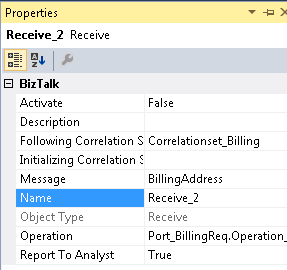 Properties
Receive_2 Receive
BizTalk
Activate False
Description
Following Correlation S Correlationset_Billing
Initializing Correlation S
Message BillingAddress
Name Receive_2
Object Type Receive
Operation Port_BillingReq.Operation_
Report To Analyst True